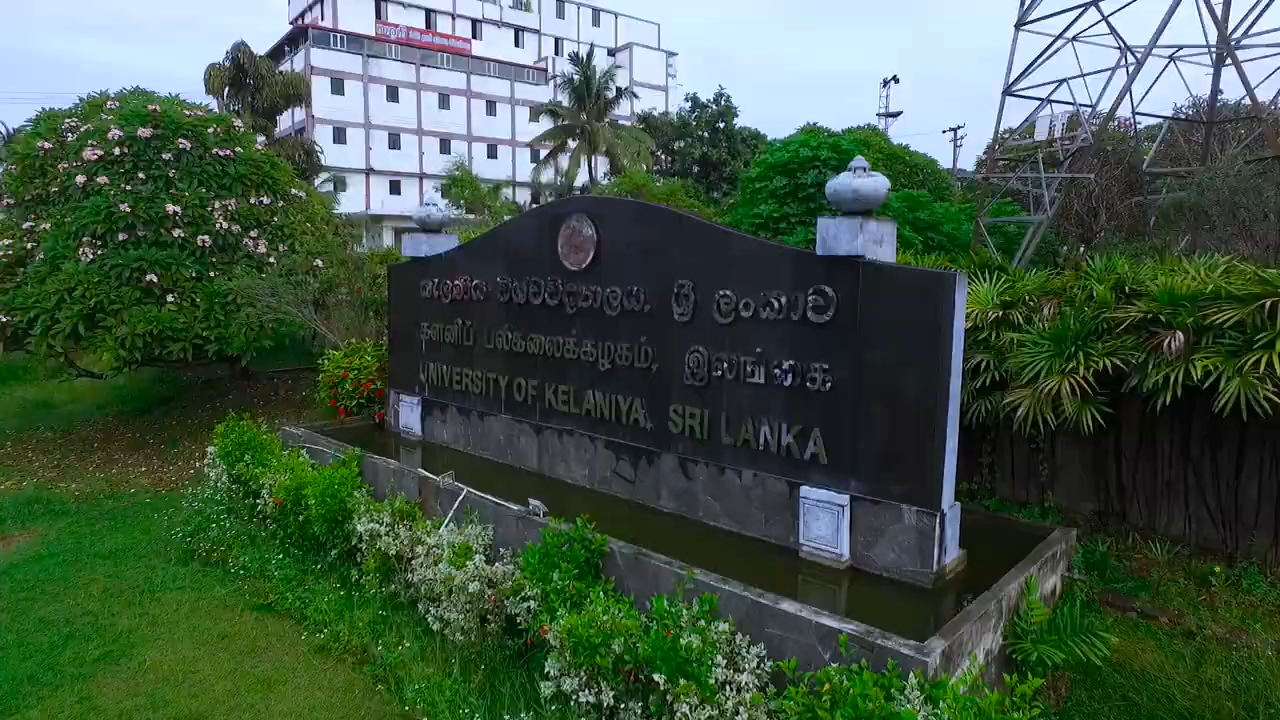 කැලණිය විශ්වවිද්‍යාලය, ශ්‍රී ලංකාව
களனிப் பல்கலைக்கழகம், இலங்கை
UNIVERSITY OF KELANIYA, SRI LANKA